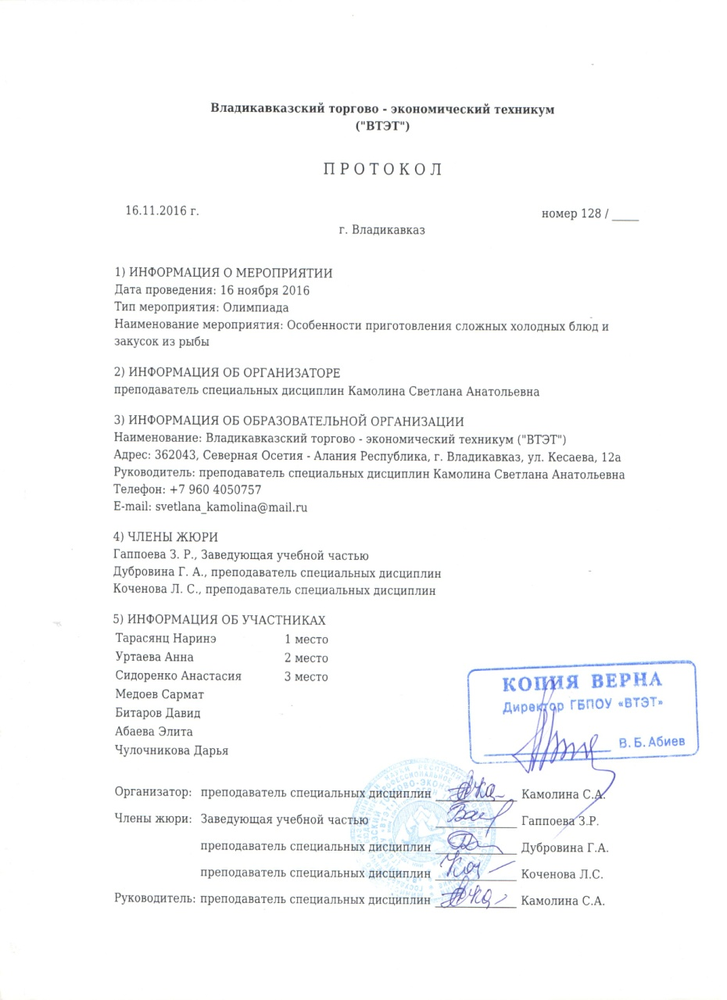 Владикавказский торгово - экономический техникум
("ВТЭТ")
П Р О Т О К О Л
16.11.2016 г.
номер 128 / ____
г. Владикавказ
1) ИНФОРМАЦИЯ О МЕРОПРИЯТИИ
Дата проведения: 16 ноября 2016
Тип мероприятия: Олимпиада
Наименование мероприятия: Особенности приготовления сложных холодных блюд и
закусок из рыбы
2) ИНФОРМАЦИЯ ОБ ОРГАНИЗАТОРЕ
преподаватель специальных дисциплин Камолина Светлана Анатольевна
3) ИНФОРМАЦИЯ ОБ ОБРАЗОВАТЕЛЬНОЙ ОРГАНИЗАЦИИ
Наименование: Владикавказский торгово - экономический техникум ("ВТЭТ")
Адрес: 362043, Северная Осетия - Алания Республика, г. Владикавказ, ул. Кесаева, 12а
Руководитель: преподаватель специальных дисциплин Камолина Светлана Анатольевна
Телефон: +7 960 4050757
E-mail: svetlana_kamolina@mail.ru
4) ЧЛЕНЫ ЖЮРИ
Гаппоева З. Р., Заведующая учебной частью
Дубровина Г. А., преподаватель специальных дисциплин
Коченова Л. С., преподаватель специальных дисциплин
5) ИНФОРМАЦИЯ ОБ УЧАСТНИКАХ
Тарасянц Наринэ 1 место
Уртаева Анна 2 место
Сидоренко Анастасия 3 место
Медоев Сармат
Битаров Давид
Абаева Элита
Чулочникова Дарья
КОПИЯ ВЕРНА
Директор ГБПОУ «ВТЭТ»
В. Б. Абиев
Организатор: преподаватель специальных дисциплин Камолина С.А.
Члены жюри: Заведующая учебной частью Гаппоева З.Р.
преподаватель специальных дисциплин Дубровина Г.А.
преподаватель специальных дисциплин Коченова Л.С.
Руководитель: преподаватель специальных дисциплин Камолина С.А.